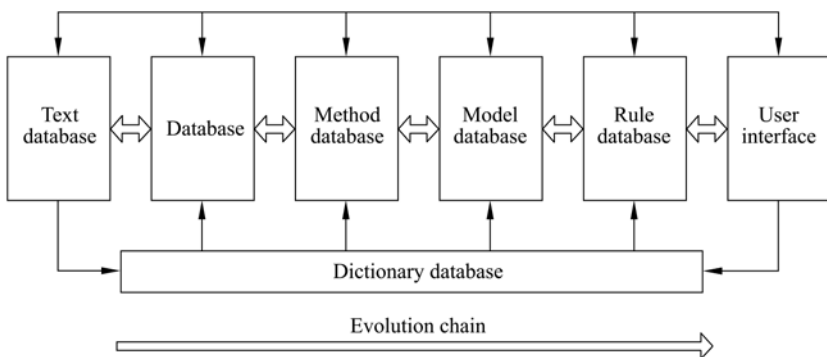 Text
database
Database
Method
database
Model
database
Rule
database
User
interface
Dictionary database
Evolution chain